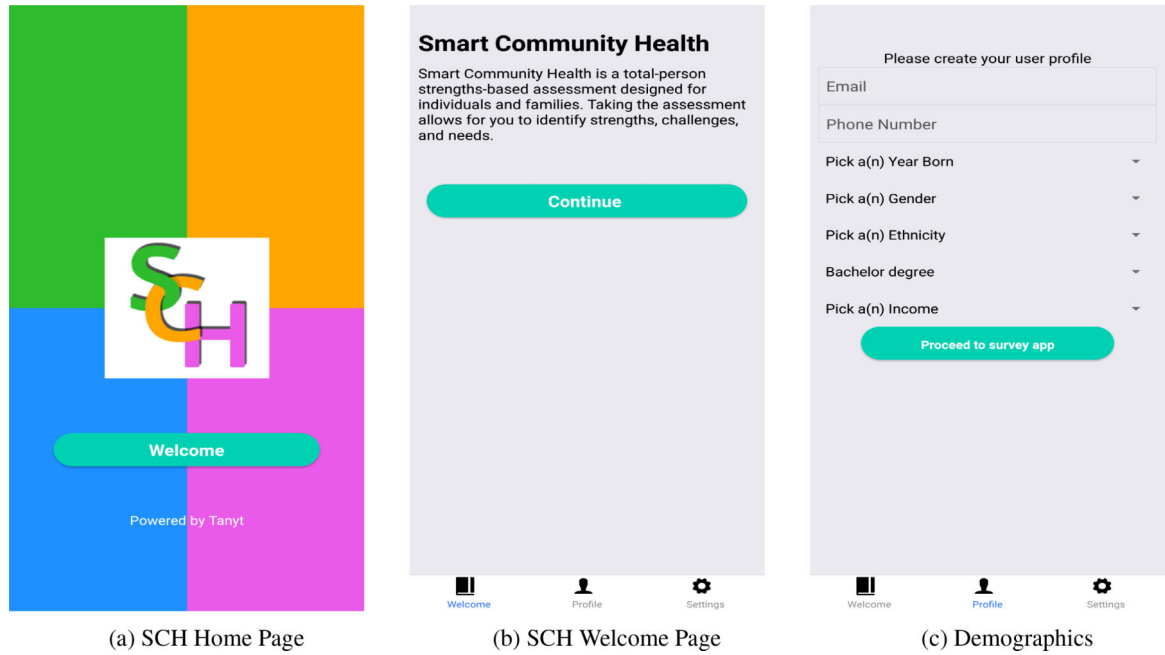 SCH
Welcome
Powered by Tanyt
(a) SCH Home Page
Smart Community Health
Smart Community Health is a total-person
strengths-based assessment designed for
individuals and families. Taking the assessment
allows for you to identify strengths, challenges,
and needs.
Continue
Welcome
Profile
Settings
(b) SCH Welcome Page
Please create your user profile
Email
Phone Number
Pick a(n) Year Born
Pick a(n) Gender
Pick a(n) Ethnicity
Bachelor degree
Pick a(n) Income
Proceed to survey app
Welcome
Profile
Settings
(c) Demographics